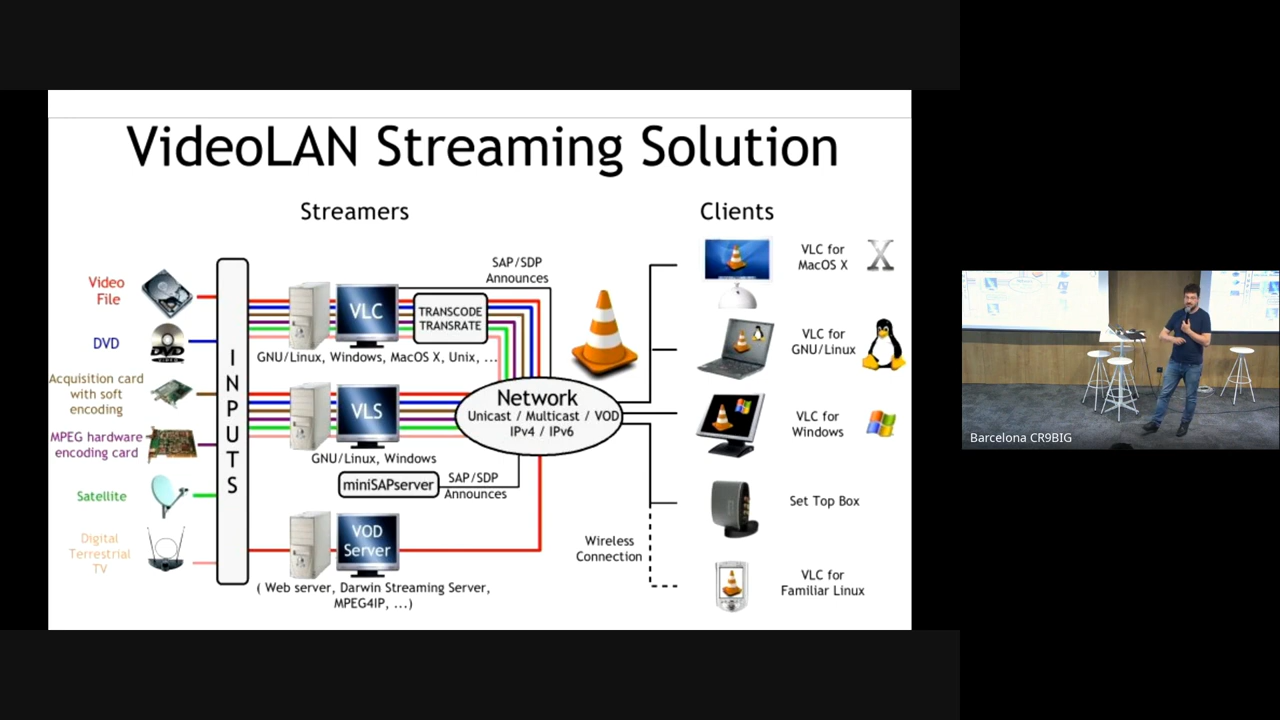 VideoLAN Streaming Solution
Streamers
Clients
SAP/SDP
Announces
Video
File
DVD
DVD
Acquisition card
with soft
encoding
MPEG hardware
encoding card
Satellite
Digital
Terrestrial
TV
INPUTS
VLC
TRANSCODE
TRANSRATE
GNU/Linux, Windows, MacOS X, Unix, ...
VLS
GNU/Linux, Windows
miniSAPserver
SAP/SDP
Announces
VOD
Server
( Web server, Darwin Streaming Server,
MPEG4IP, ...)
Network
Unicast / Multicast / VOD
IPv4 / IPv6
Wireless
Connection
VLC for
MacOS X
X
VLC for
GNU/Linux
VLC for
Windows
Set Top Box
VLC for
Familiar Linux
Barcelona CR9BIG